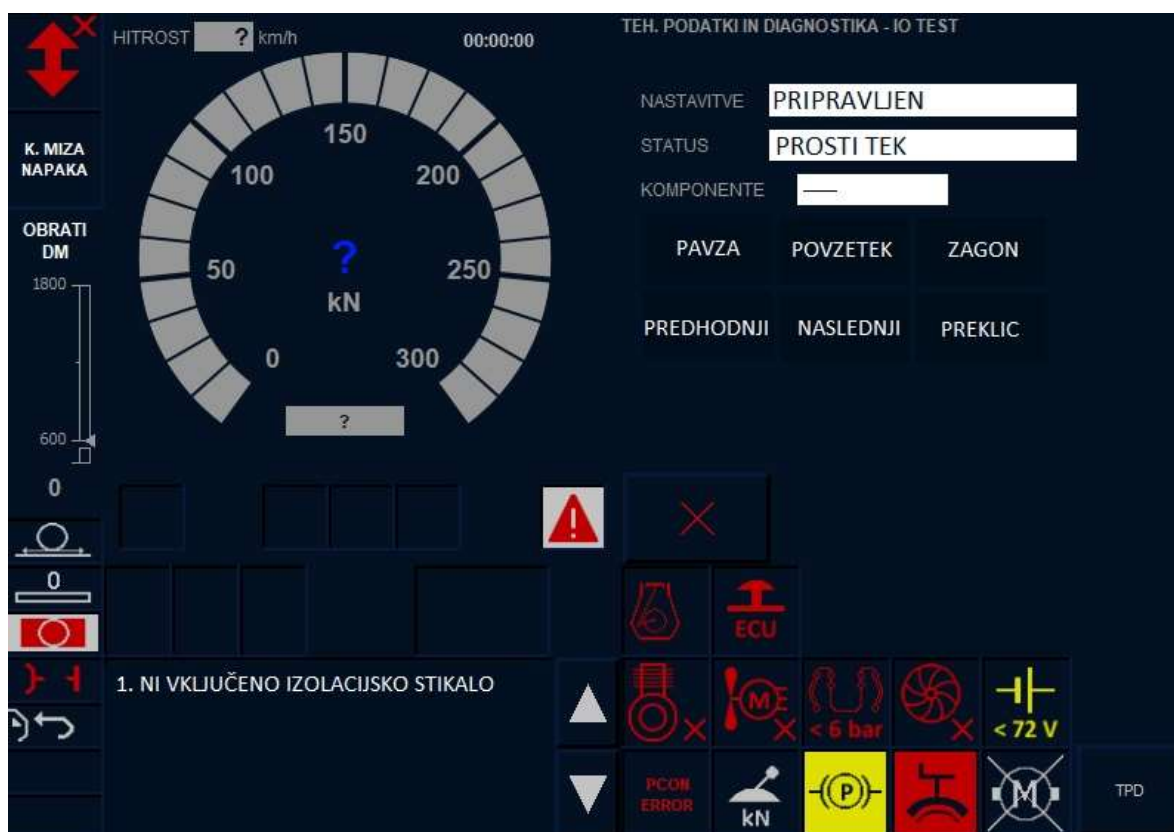 HITROST ? km/h 00:00:00
TEH. PODATKI IN DIAGNOSTIKA - IO TEST
K. MIZA
NAPAKA
OBRATI
DM
1800
600
0
0
150
100 200
50 ? 250
kN
0 300
?
NASTAVITVE PRIPRAVLJEN
STATUS PROSTI TEK
KOMPONENTE —
PAVZA POVZETEK ZAGON
PREDHODNJI NASLEDNJI PREKLIC
ECU
1. NI VKLJUČENO IZOLACIJSKO STIKALO
M E < 6 bar < 72 V
PCON
ERROR kN (P) M TPD